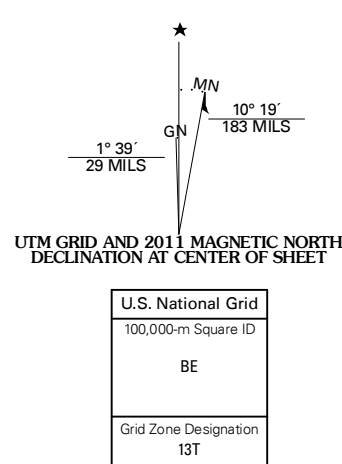 ★
MN
GN
10° 19´
183 MILS
1° 39´
29 MILS
UTM GRID AND 2011 MAGNETIC NORTH
DECLINATION AT CENTER OF SHEET
U.S. National Grid
100,000-m Square ID
BE
Grid Zone Designation
13T